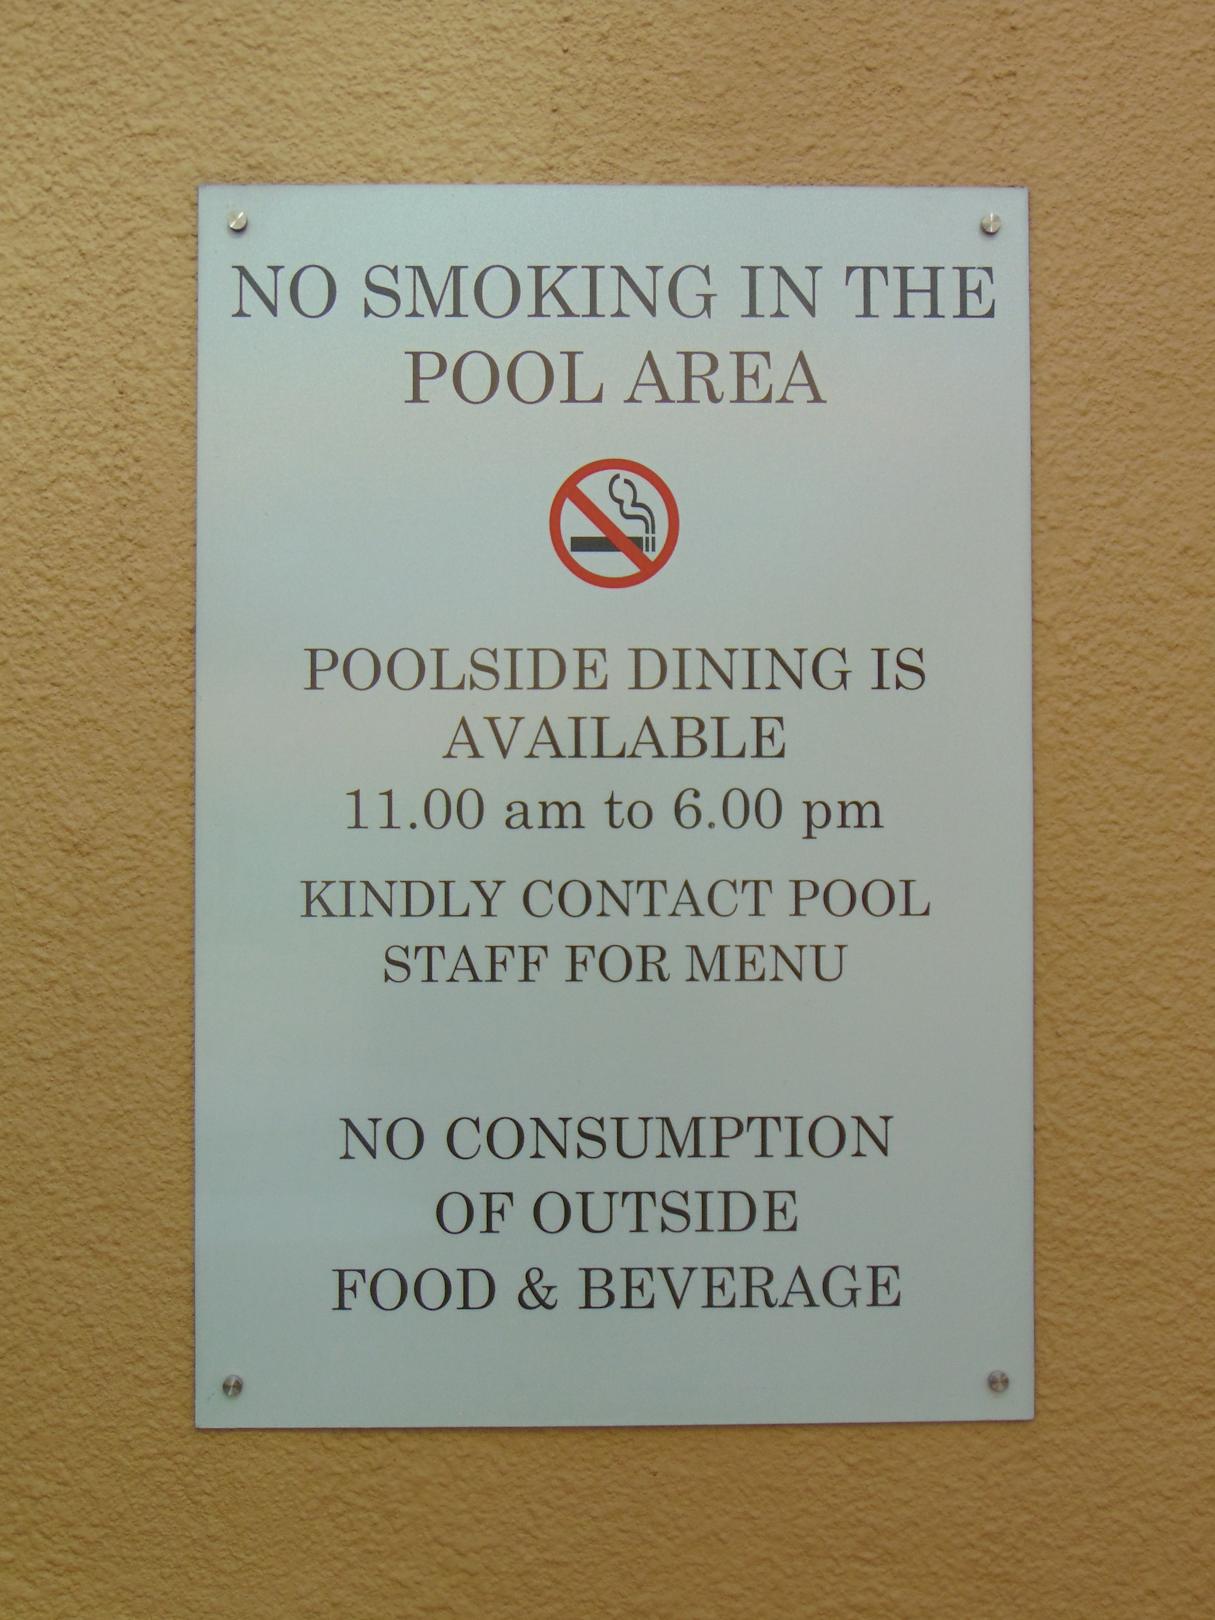 NO SMOKING IN THE
POOL AREA
POOLSIDE DINING IS
AVAILABLE
11.00 am to 6.00 pm
KINDLY CONTACT POOL
STAFF FOR MENU
NO CONSUMPTION
OF OUTSIDE
FOOD & BEVERAGE